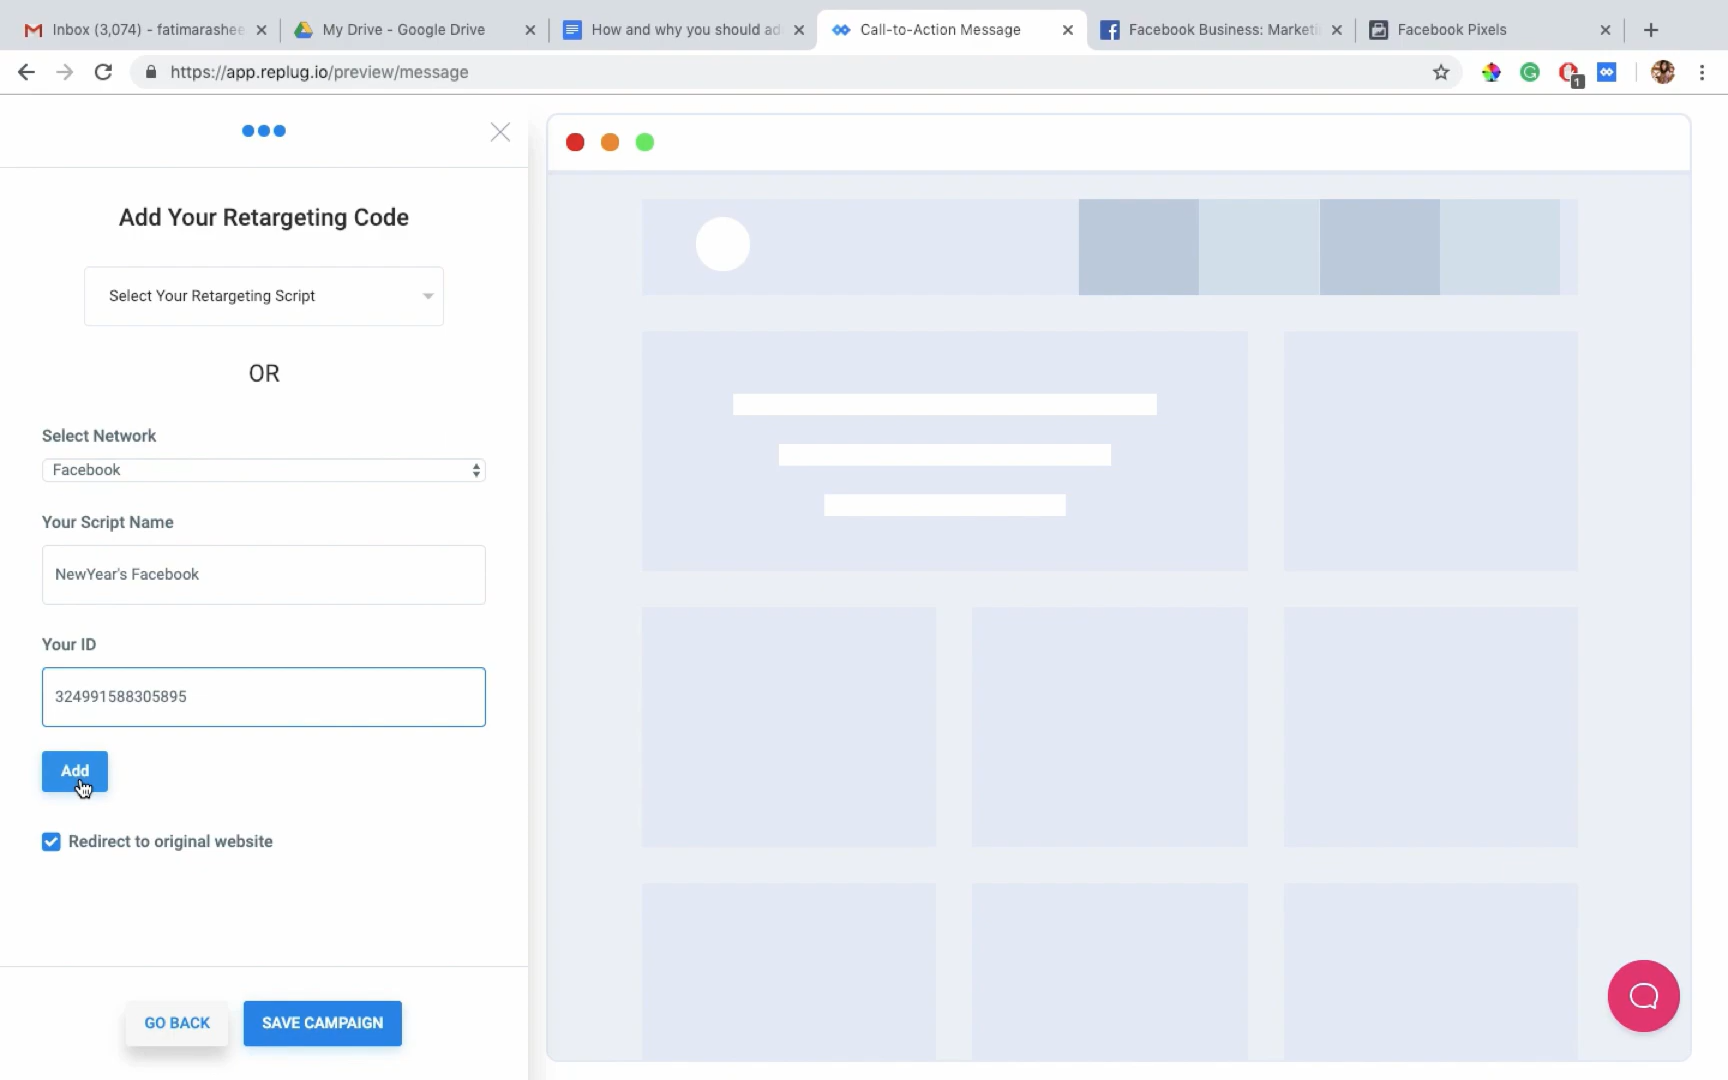 Inbox (3,074) - fatimarashee
My Drive - Google Drive
How and why you should ad
Call-to-Action Message
Facebook Business: Marketi
Facebook Pixels
https://app.replug.io/preview/message
1
Add Your Retargeting Code
Select Your Retargeting Script
OR
Select Network
Facebook
Your Script Name
NewYear's Facebook
Your ID
324991588305895
Add
Redirect to original website
GO BACK
SAVE CAMPAIGN